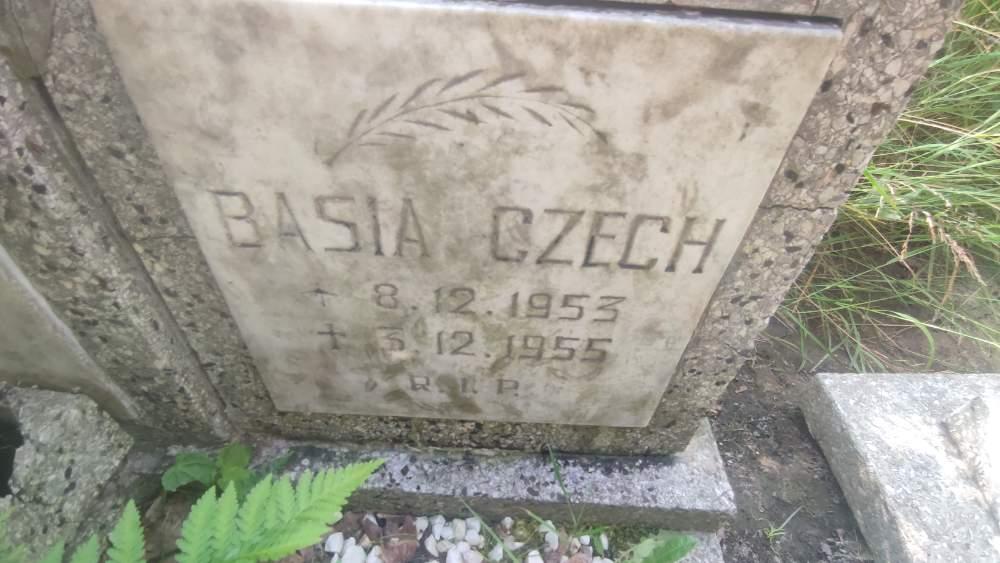 BASIA CZECH
8.12.1953
✝ 3.12.1955
R.I.P.